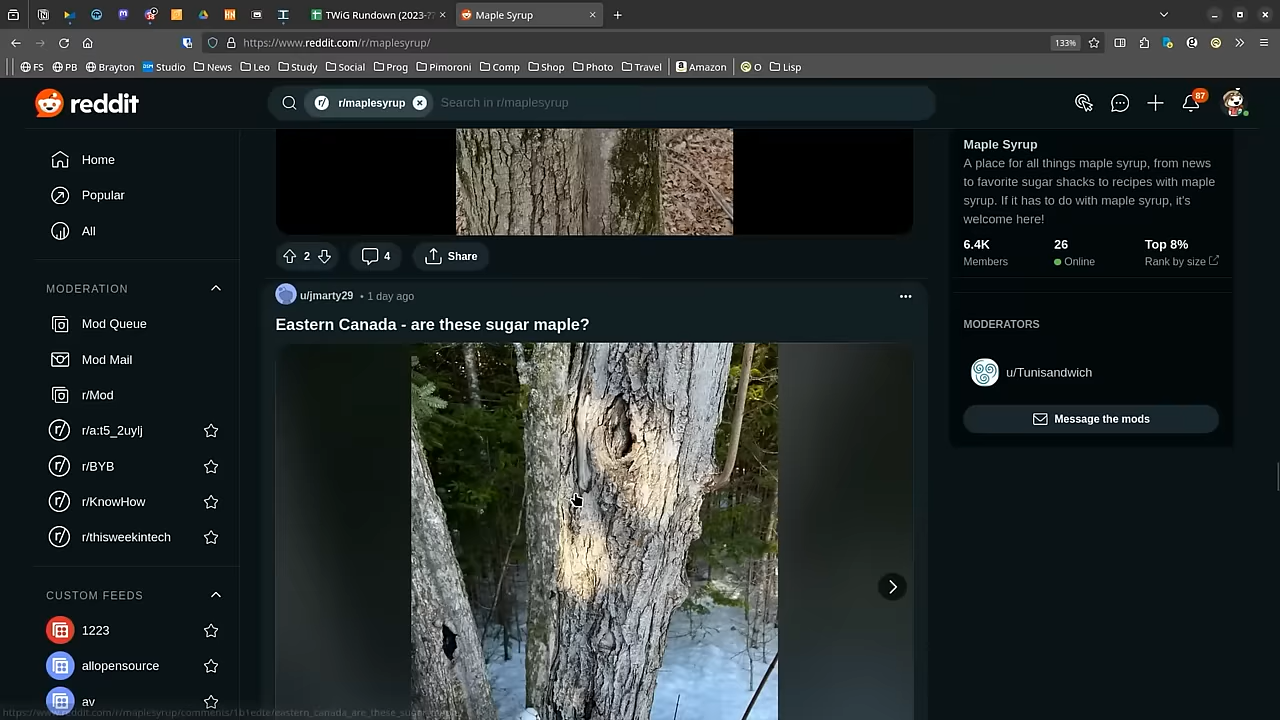 TWiG Rundown (2023-??
Maple Syrup
https://www.reddit.com/r/maplesyrup/
133%
FS
PB
Brayton
Studio
News
Leo
Study
Social
Prog
Pimoroni
Comp
Shop
Photo
Travel
Amazon
O
Lisp
reddit
r/maplesyrup
Search in r/maplesyrup
87
Home
Popular
All
MODERATION
Mod Queue
Mod Mail
r/Mod
r/a:t5_2uylj
r/BYB
r/KnowHow
r/thisweekintech
CUSTOM FEEDS
1223
allopensource
av
2
4
Share
u/jmarty29 • 1 day ago
Eastern Canada - are these sugar maple?
Maple Syrup
A place for all things maple syrup, from news
to favorite sugar shacks to recipes with maple
syrup. If it has to do with maple syrup, it's
welcome here!
6.4K 26 Top 8%
Members Online Rank by size
MODERATORS
u/Tunisandwich
Message the mods